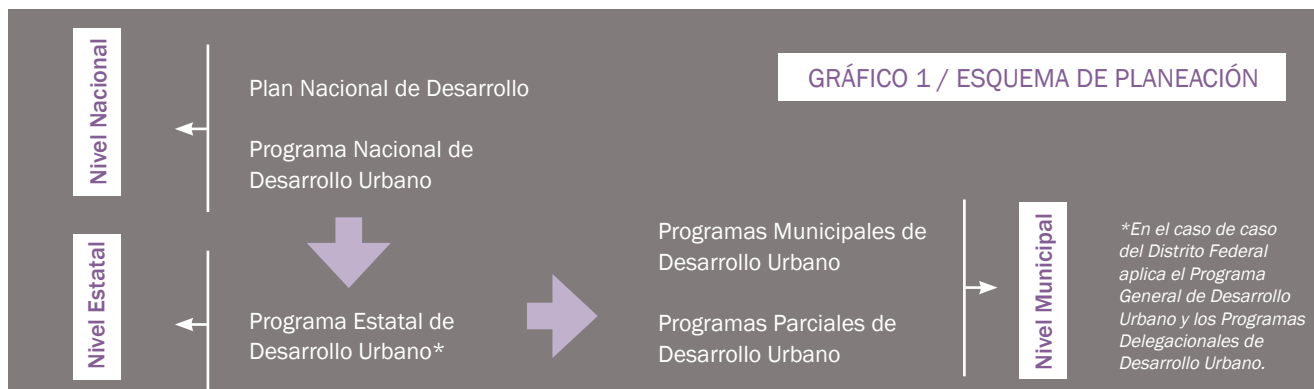 GRÁFICO 1 / ESQUEMA DE PLANEACIÓN
Nivel Nacional
Plan Nacional de Desarrollo
Programa Nacional de
Desarrollo Urbano
Nivel Estatal
Programa Estatal de
Desarrollo Urbano*
Programas Municipales de
Desarrollo Urbano
Programas Parciales de
Desarrollo Urbano
Nivel Municipal
*En el caso de caso
del Distrito Federal
aplica el Programa
General de Desarrollo
Urbano y los Programas
Delegacionales de
Desarrollo Urbano.